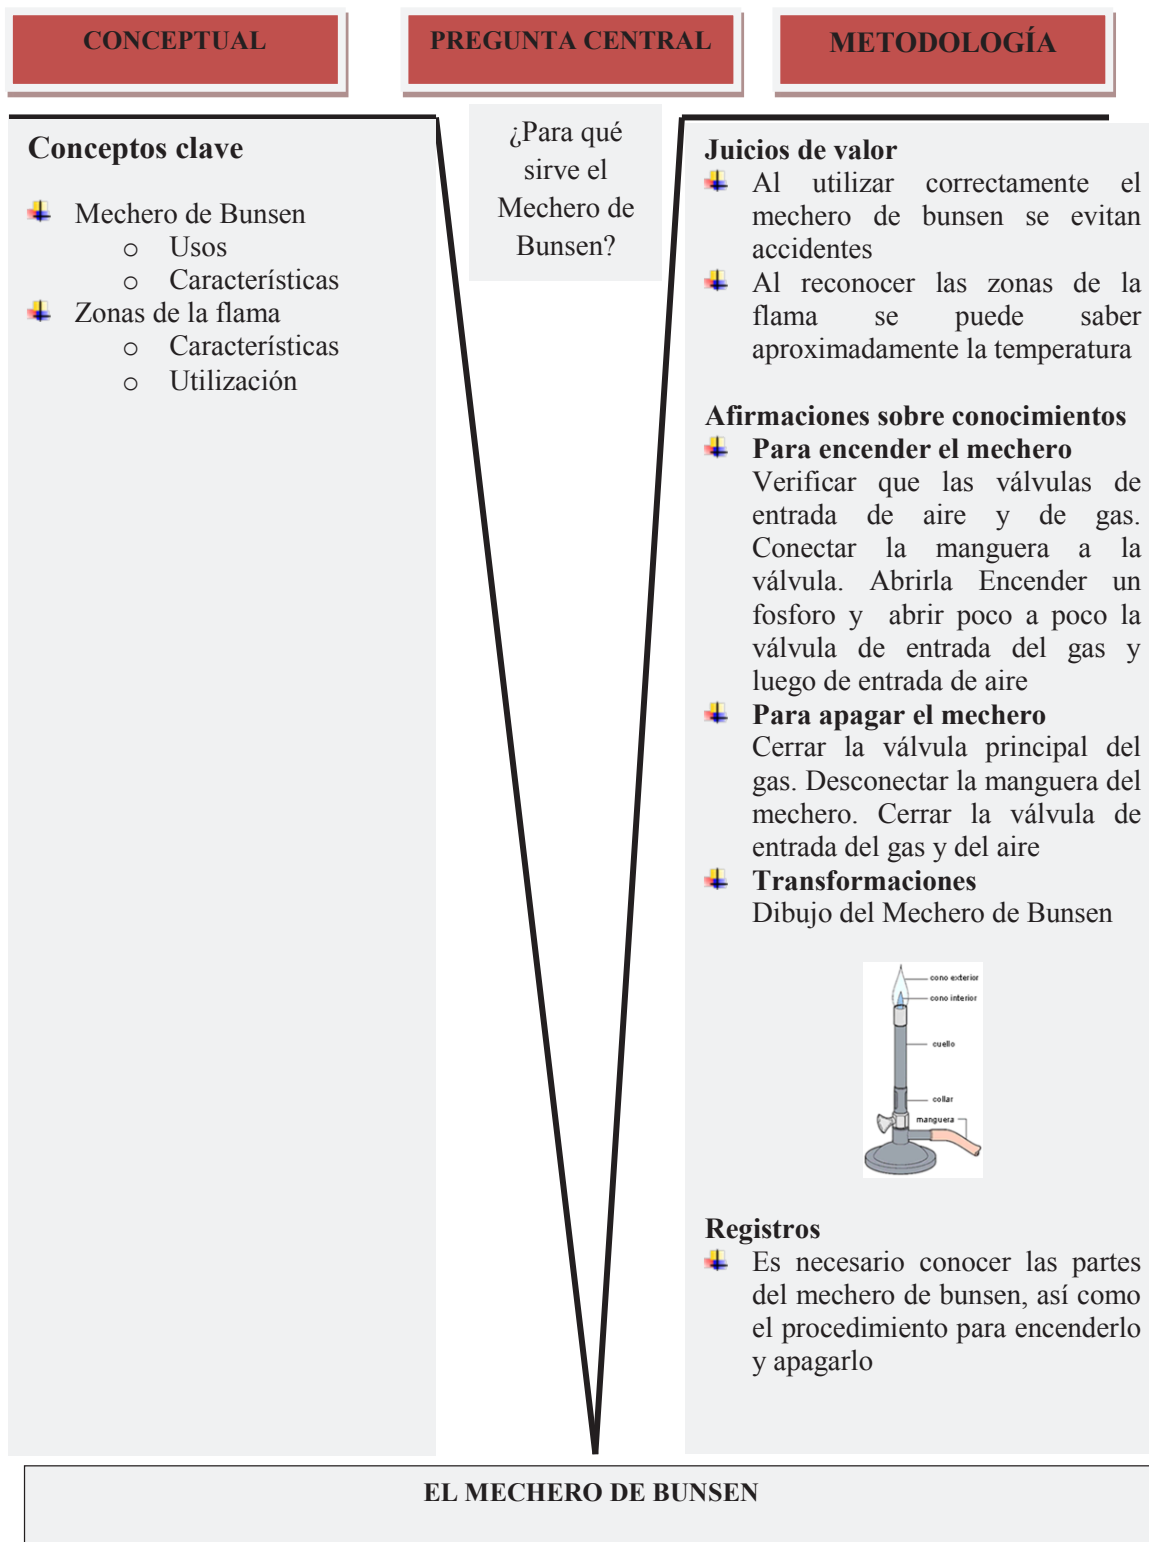 CONCEPTUAL
PREGUNTA CENTRAL
METODOLOGÍA
Conceptos clave
Mechero de Bunsen
o Usos
o Características
Zonas de la flama
o Características
o Utilización
¿Para qué
sirve el
Mechero de
Bunsen?
Juicios de valor
Al utilizar correctamente el
mechero de bunsen se evitan
accidentes
Al reconocer las zonas de la
flama se puede saber
aproximadamente la temperatura
Afirmaciones sobre conocimientos
Para encender el mechero
Verificar que las válvulas de
entrada de aire y de gas.
Conectar la manguera a la
válvula. Abrirla Encender un
fosforo y abrir poco a poco la
válvula de entrada del gas y
luego de entrada de aire
Para apagar el mechero
Cerrar la válvula principal del
gas. Desconectar la manguera del
mechero. Cerrar la válvula de
entrada del gas y del aire
Transformaciones
Dibujo del Mechero de Bunsen
cono exterior
cono interior
cuello
collar
manguera
Registros
Es necesario conocer las partes
del mechero de bunsen, así como
el procedimiento para encenderlo
y apagarlo
EL MECHERO DE BUNSEN